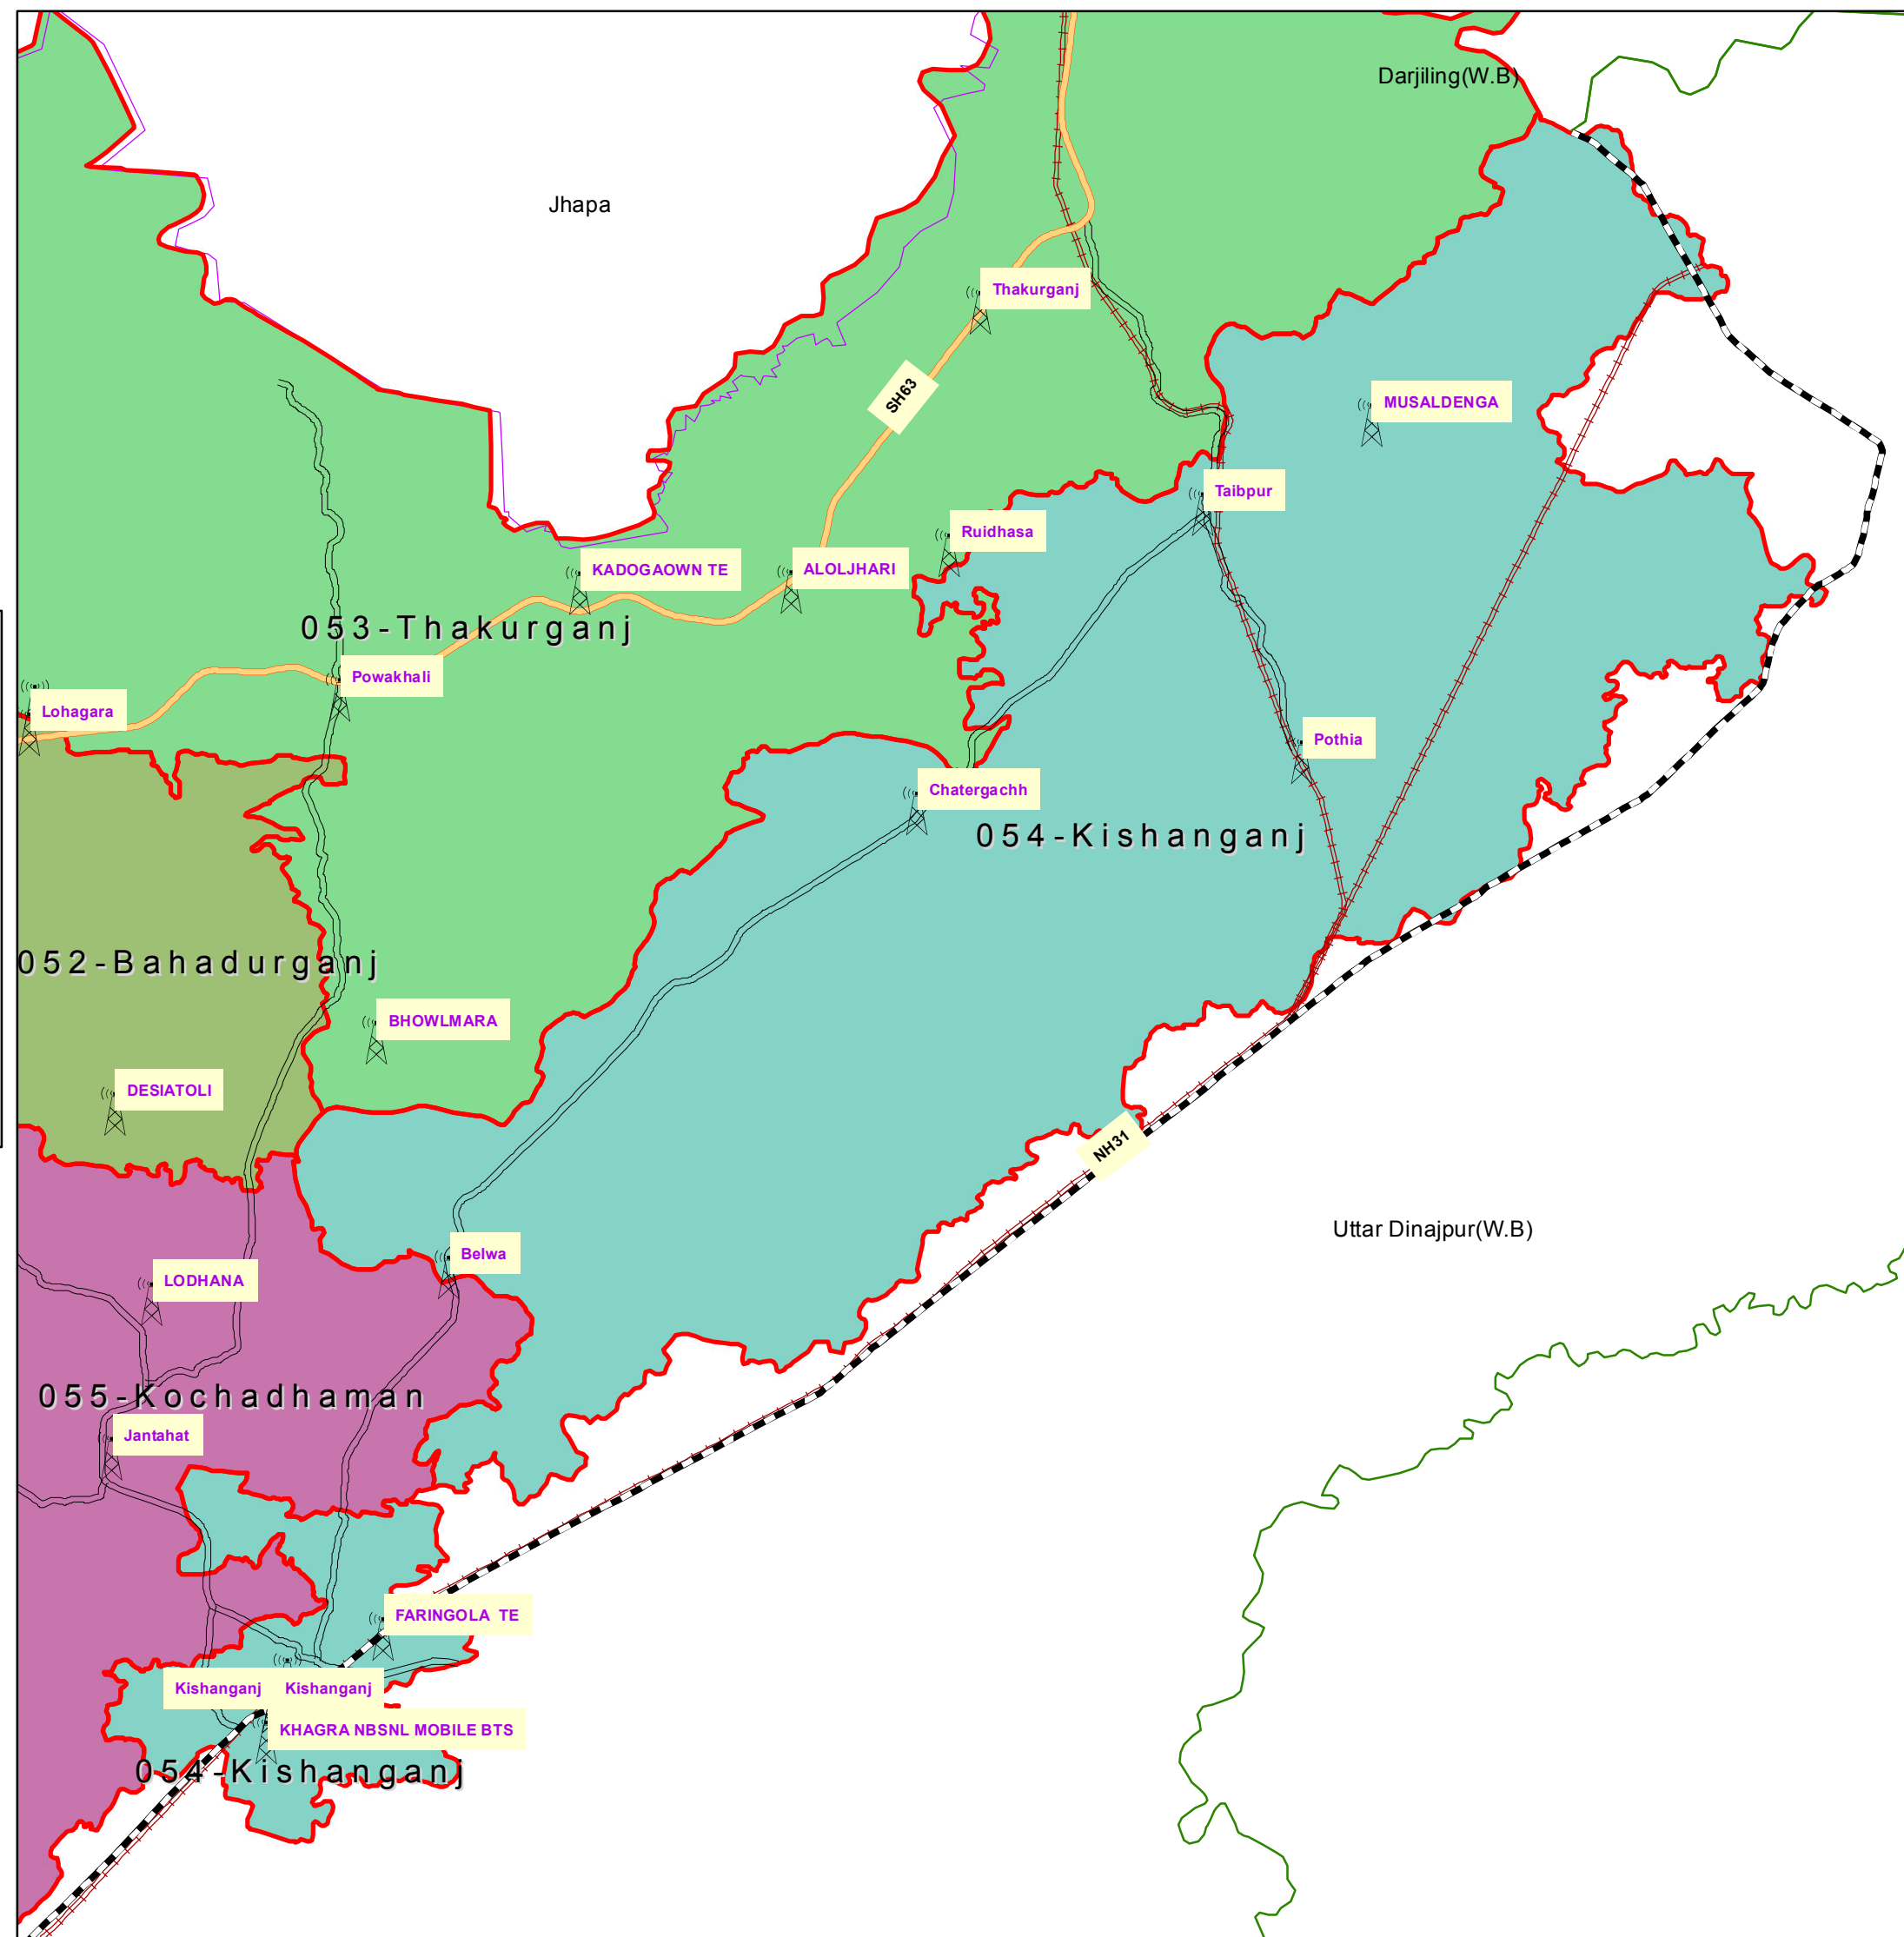 Darjiling(W.B)
Jhapa
Thakurganj
SH63
MUSALDENGA
Taibpur
Ruidhasa
KADOGAOWN TE
ALOLJHARI
053-Thakurganj
Powakhali
Lohagara
Pothia
Chatergachh
054-Kishanganj
052-Bahadurganj
BHOWLMARA
DESIATOLI
NH31
Uttar Dinajpur(W.B)
Belwa
LODHANA
055-Kochadhaman
Jantahat
FARINGOLA TE
Kishanganj
Kishanganj
KHAGRA NBSNL MOBILE BTS
054-Kishanganj